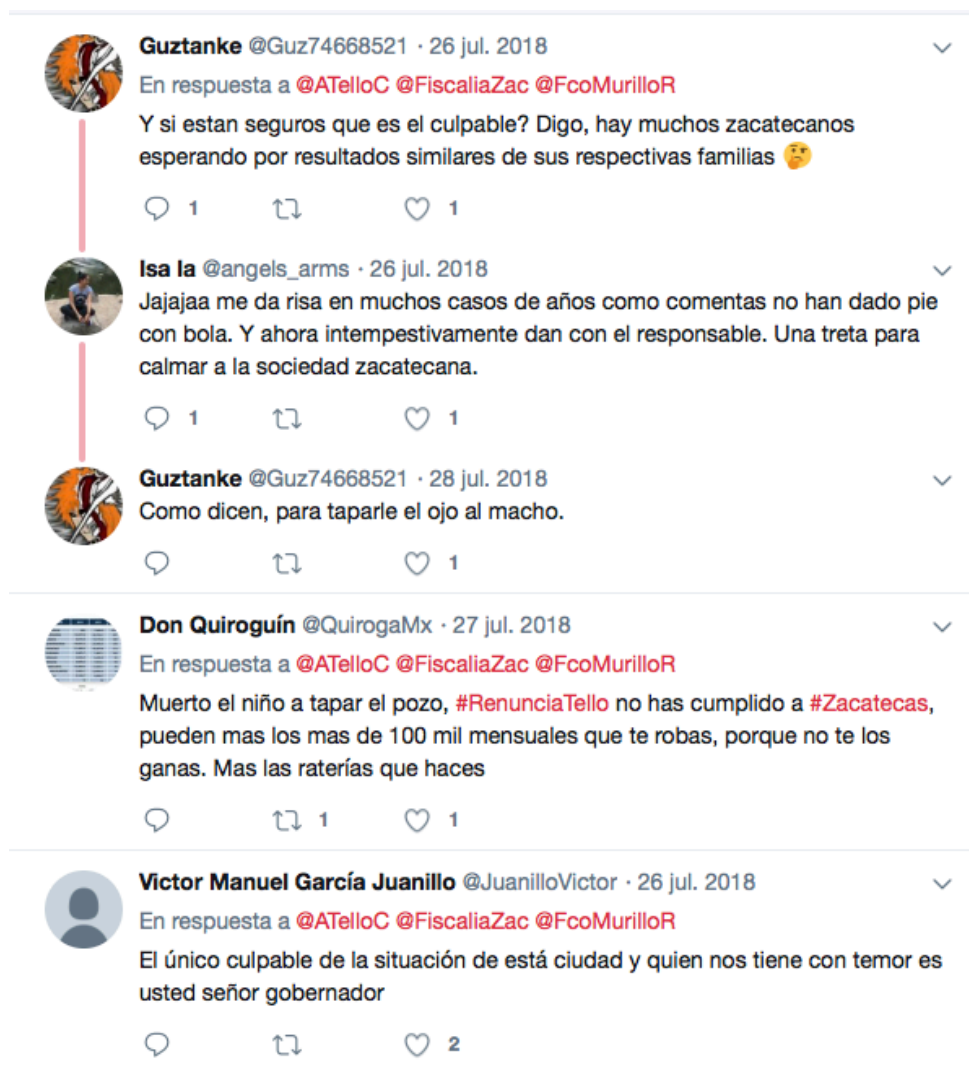 Guztanke @Guz74668521 · 26 jul. 2018
En respuesta a @ATelloC @FiscaliaZac @FcoMurilloR
Y si estan seguros que es el culpable? Digo, hay muchos zacatecanos
esperando por resultados similares de sus respectivas familias 🤔
1 1
Isa la @angels_arms · 26 jul. 2018
Jajajaa me da risa en muchos casos de años como comentas no han dado pie
con bola. Y ahora intempestivamente dan con el responsable. Una treta para
calmar a la sociedad zacatecana.
1 1
Guztanke @Guz74668521 · 28 jul. 2018
Como dicen, para taparle el ojo al macho.
1
Don Quiroguín @QuirogaMx · 27 jul. 2018
En respuesta a @ATelloC @FiscaliaZac @FcoMurilloR
Muerto el niño a tapar el pozo, #RenunciaTello no has cumplido a #Zacatecas,
pueden mas los mas de 100 mil mensuales que te robas, porque no te los
ganas. Mas las raterías que haces
1 1
Victor Manuel García Juanillo @JuanilloVictor · 26 jul. 2018
En respuesta a @ATelloC @FiscaliaZac @FcoMurilloR
El único culpable de la situación de está ciudad y quien nos tiene con temor es
usted señor gobernador
2